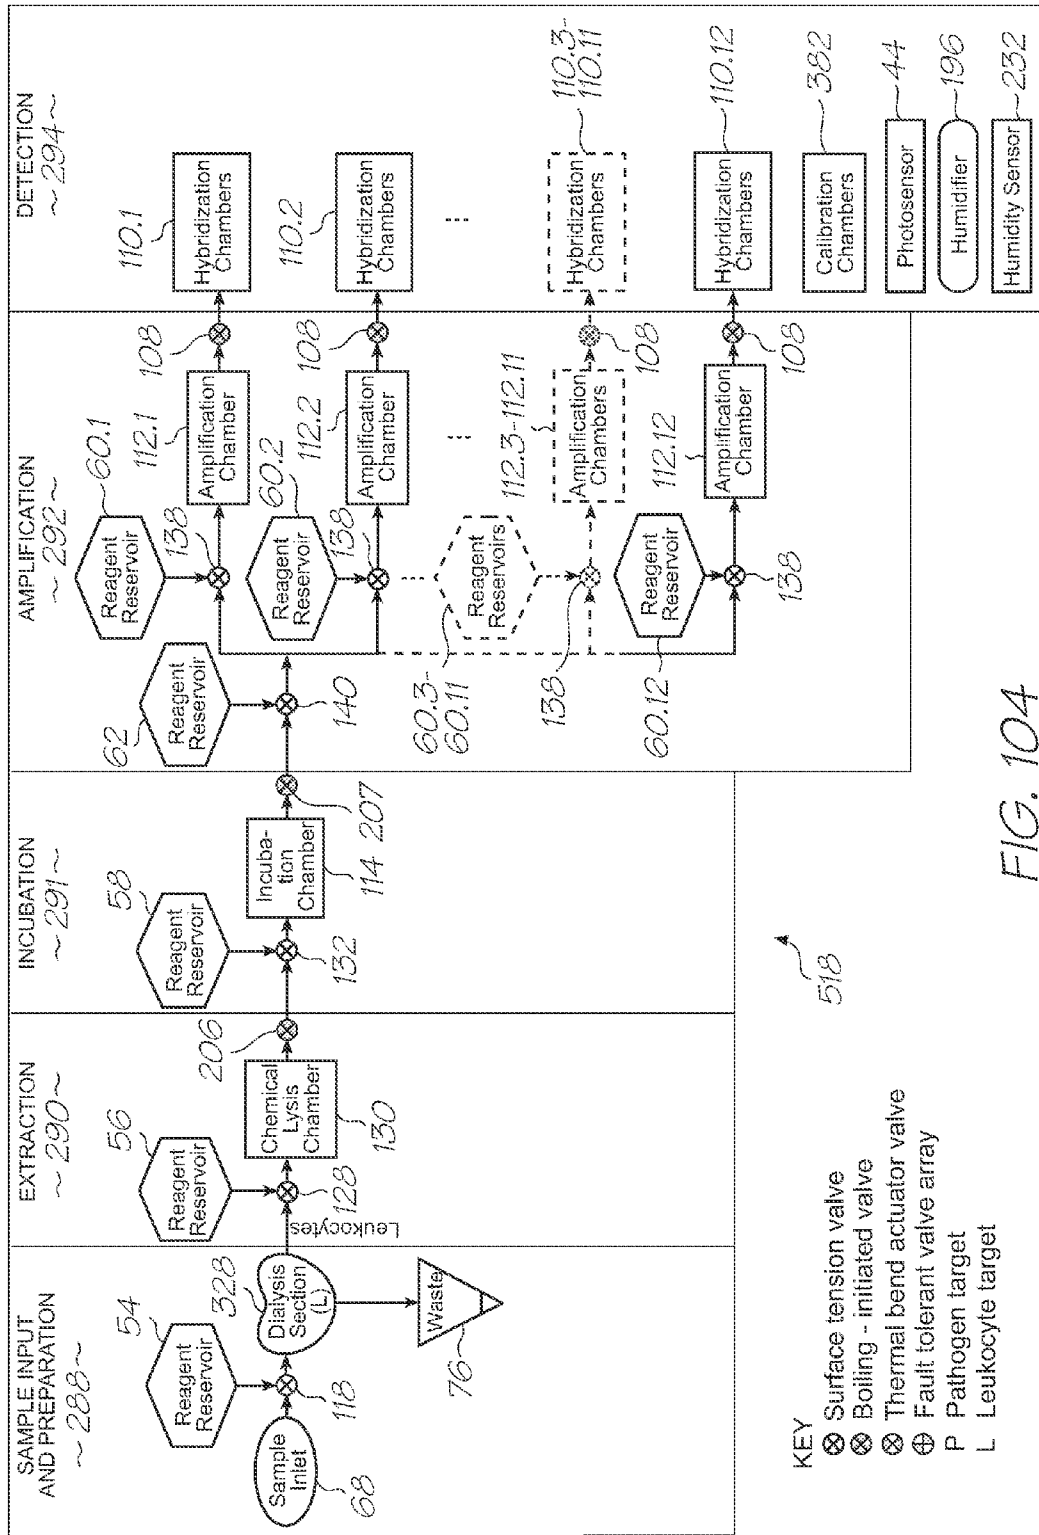 SAMPLE INPUT
AND PREPARATION
~288~
54
Reagent
Reservoir
Sample
Inlet
68
118
328
Dialysis
Section
(L)
Waste
76
Leukocytes
EXTRACTION
~290~
56
Reagent
Reservoir
128
Chemical
Lysis
Chamber
130
206
INCUBATION
~291~
58
Reagent
Reservoir
132
Incuba-
tion
Chamber
114
207
AMPLIFICATION
~292~
62
Reagent
Reservoir
140
60.1
Reagent
Reservoir
138
112.1
Amplification
Chamber
108
60.2
Reagent
Reservoir
138
112.2
Amplification
Chamber
108
60.3-
60.11
Reagent
Reservoirs
138
112.3-112.11
Amplification
Chambers
108
60.12
Reagent
Reservoir
138
112.12
Amplification
Chamber
108
DETECTION
~294~
110.1
Hybridization
Chambers
110.2
Hybridization
Chambers
110.3-
110.11
Hybridization
Chambers
110.12
Hybridization
Chambers
Calibration
Chambers
382
Photosensor
44
Humidifier
196
Humidity Sensor
232
518
KEY
Surface tension valve
Boiling - initiated valve
Thermal bend actuator valve
Fault tolerant valve array
P Pathogen target
L Leukocyte target
FIG. 104